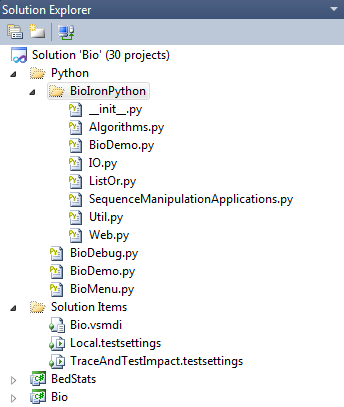 Solution Explorer
Solution 'Bio' (30 projects)
Python
BioIronPython
__init__.py
Algorithms.py
BioDemo.py
IO.py
ListOr.py
SequenceManipulationApplications.py
Util.py
Web.py
BioDebug.py
BioDemo.py
BioMenu.py
Solution Items
Bio.vsmdi
Local.testsettings
TraceAndTestImpact.testsettings
BedStats
Bio